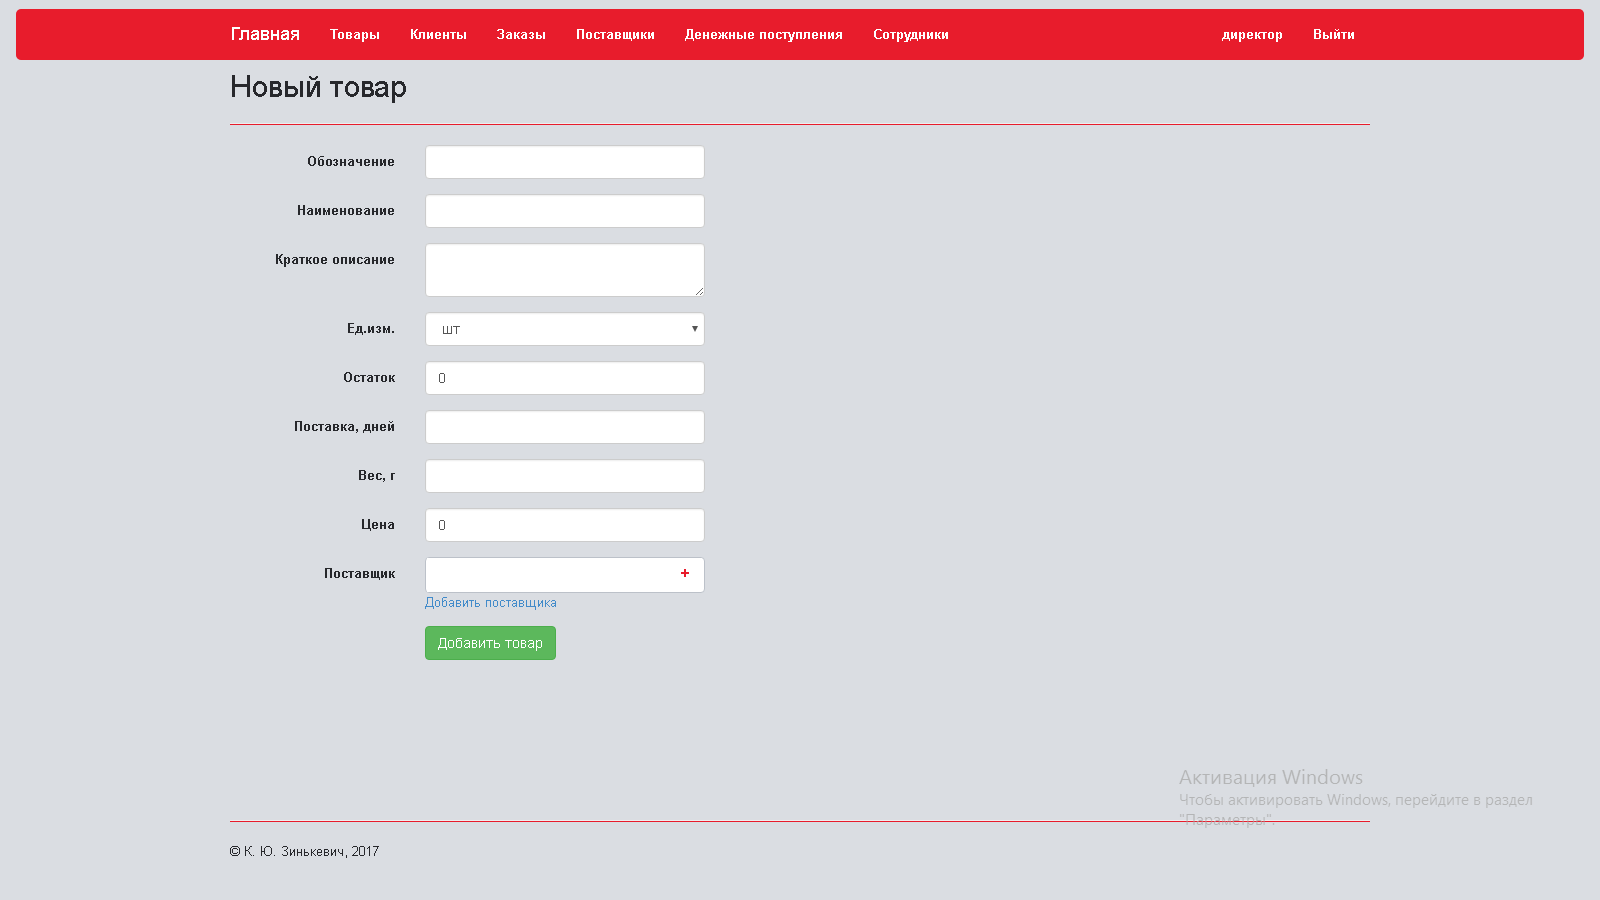 Главная Товары Клиенты Заказы Поставщики Денежные поступления Сотрудники директор Выйти
Новый товар
Обозначение
Наименование
Краткое описание
Ед.изм. шт
Остаток 0
Поставка, дней
Вес, г
Цена 0
Поставщик +
Добавить поставщика
Добавить товар
Активация Windows
Чтобы активировать Windows, перейдите в раздел
"Параметры".
© К. Ю. Зинькевич, 2017